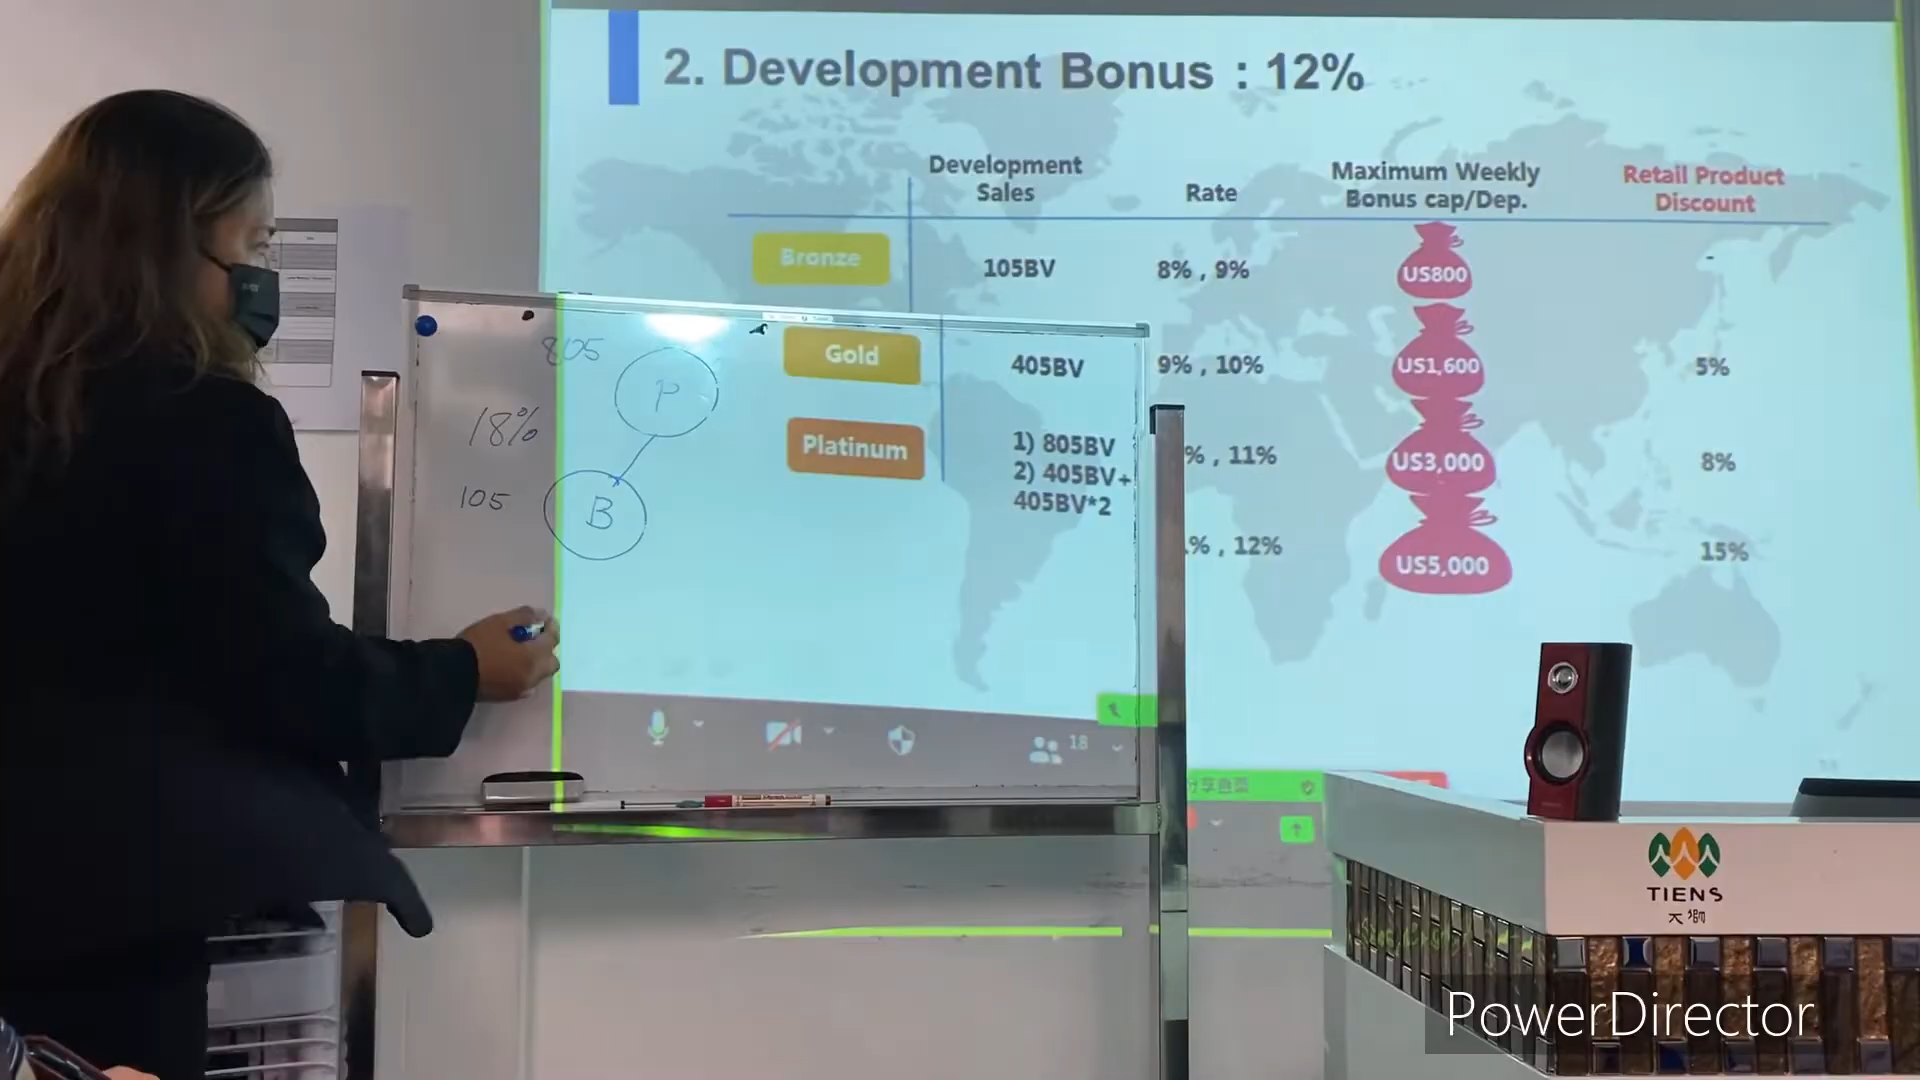 2. Development Bonus : 12%
Development Sales
Rate
Maximum Weekly Bonus cap/Dep.
Retail Product Discount
Bronze
105BV
8% , 9%
US800
-
Gold
405BV
9% , 10%
US1,600
5%
Platinum
1) 805BV
2) 405BV+
405BV*2
% , 11%
US3,000
8%
% , 12%
US5,000
15%
805
P
18%
105
B
18
TIENS
天狮
PowerDirector